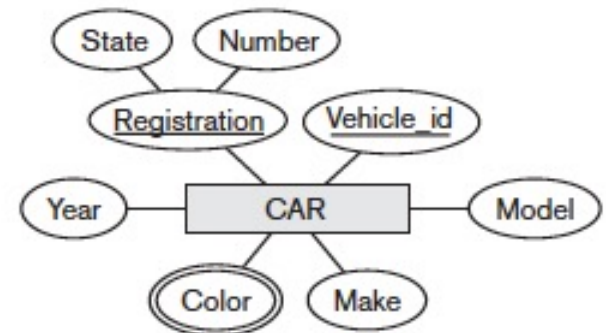 State Number
Registration Vehicle_id
Year CAR Model
Color Make